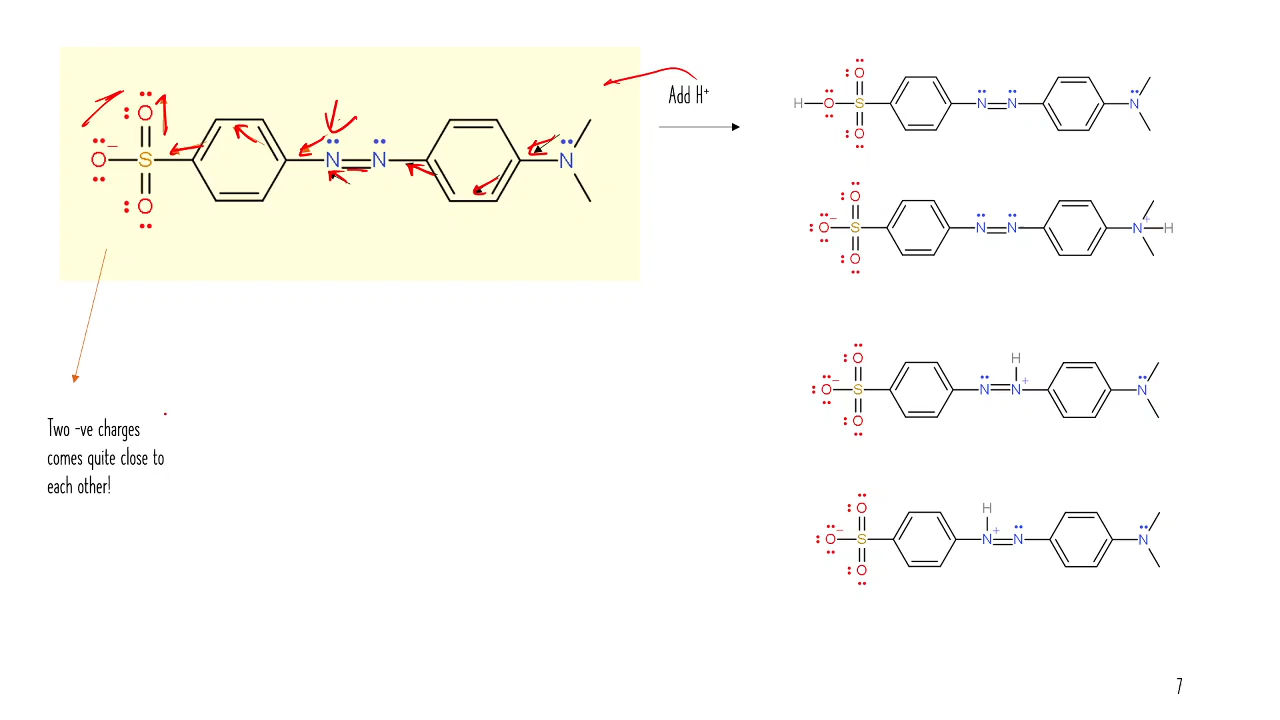 Add H⁺
O⁻ S O O N N N
H O S O O N N N
O⁻ S O O N N N⁺ H
O⁻ S O O N N⁺ H N
O⁻ S O O N⁺ H N N
Two -ve charges
comes quite close to
each other!
7